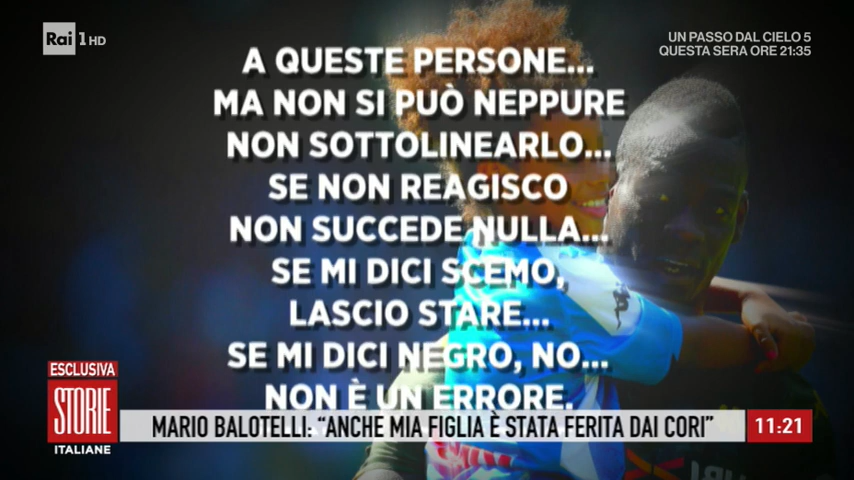 Rai 1 HD
UN PASSO DAL CIELO 5
QUESTA SERA ORE 21:35
A QUESTE PERSONE...
MA NON SI PUÒ NEPPURE
NON SOTTOLINEARLO...
SE NON REAGISCO
NON SUCCEDE NULLA...
SE MI DICI SCEMO,
LASCIO STARE...
SE MI DICI NEGRO, NO...
NON È UN ERRORE.
ESCLUSIVA
STORIE
ITALIANE
MARIO BALOTELLI: “ANCHE MIA FIGLIA È STATA FERITA DAI CORI”
11:21